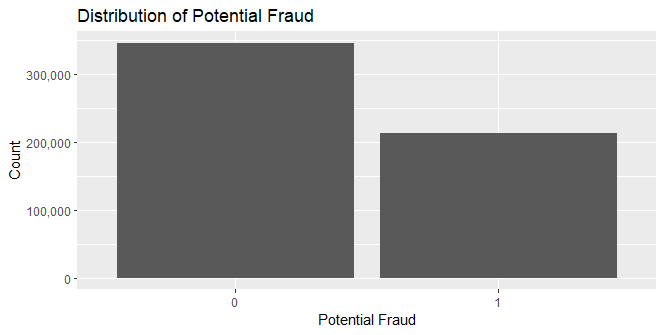 Distribution of Potential Fraud
300,000
200,000
100,000
0
Count
0 1
Potential Fraud